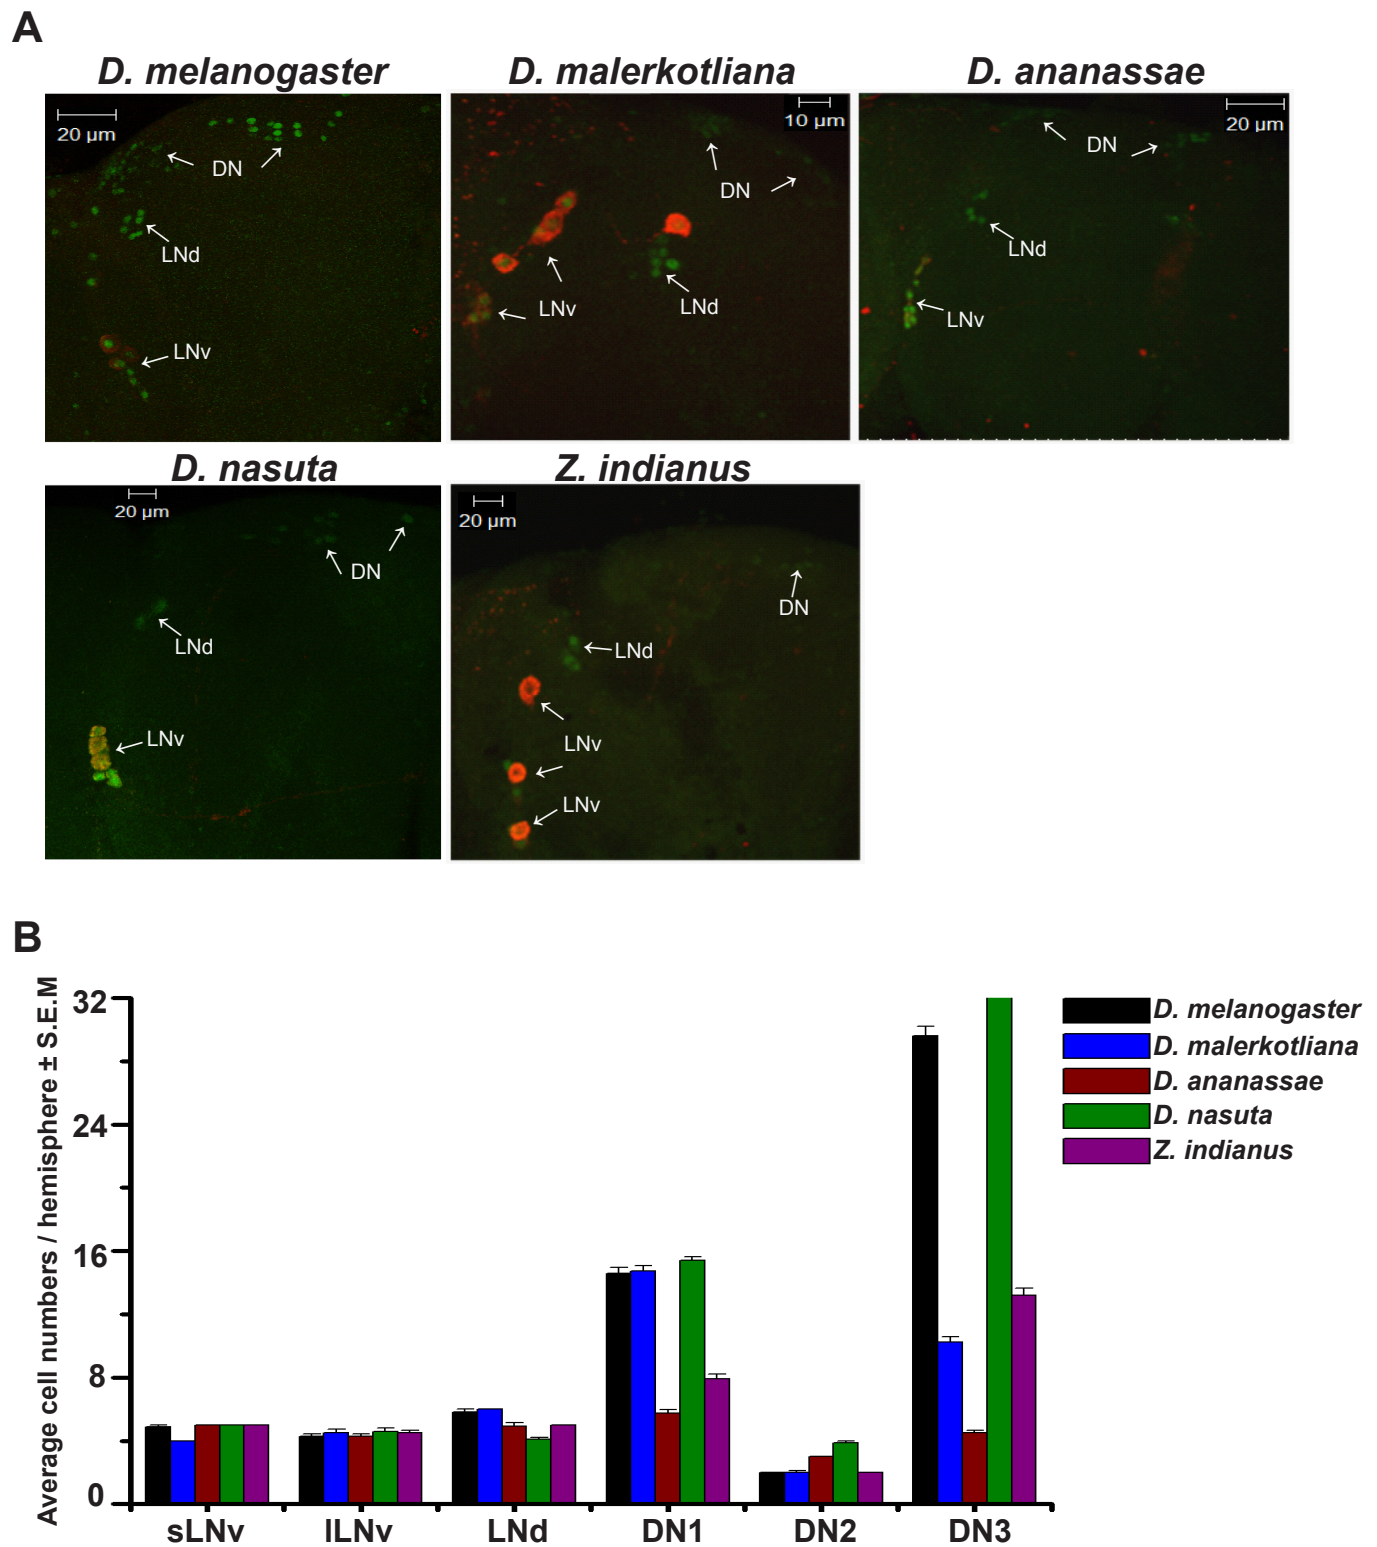 A
D. melanogaster
D. malerkotliana
D. ananassae
20 µm
DN
LNd
LNv
10 µm
DN
LNv
LNd
20 µm
DN
LNd
LNv
D. nasuta
Z. indianus
20 µm
DN
LNd
LNv
20 µm
DN
LNd
LNv
LNv
B
Average cell numbers / hemisphere ± S.E.M
32
24
16
8
0
sLNv
lLNv
LNd
DN1
DN2
DN3
D. melanogaster
D. malerkotliana
D. ananassae
D. nasuta
Z. indianus